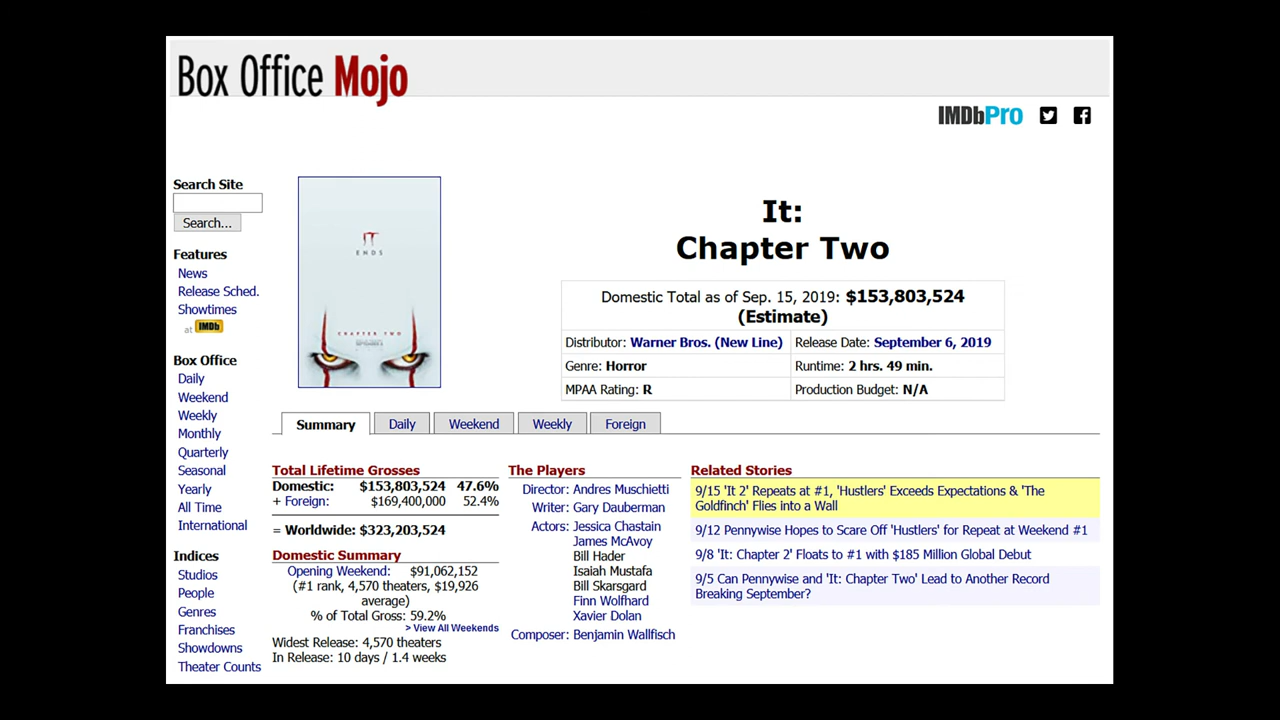 Box Office Mojo
IMDbPro
Search Site
Search...
Features
News
Release Sched.
Showtimes
at IMDb
Box Office
Daily
Weekend
Weekly
Monthly
Quarterly
Seasonal
Yearly
All Time
International
Indices
Studios
People
Genres
Franchises
Showdowns
Theater Counts
IT
ENDS
CHAPTER TWO
It:
Chapter Two
Domestic Total as of Sep. 15, 2019: $153,803,524
(Estimate)
Distributor: Warner Bros. (New Line) Release Date: September 6, 2019
Genre: Horror Runtime: 2 hrs. 49 min.
MPAA Rating: R Production Budget: N/A
Summary Daily Weekend Weekly Foreign
Total Lifetime Grosses
Domestic: $153,803,524 47.6%
+ Foreign: $169,400,000 52.4%
= Worldwide: $323,203,524
Domestic Summary
Opening Weekend: $91,062,152
(#1 rank, 4,570 theaters, $19,926
average)
% of Total Gross: 59.2%
> View All Weekends
Widest Release: 4,570 theaters
In Release: 10 days / 1.4 weeks
The Players
Director: Andres Muschietti
Writer: Gary Dauberman
Actors: Jessica Chastain
James McAvoy
Bill Hader
Isaiah Mustafa
Bill Skarsgard
Finn Wolfhard
Xavier Dolan
Composer: Benjamin Wallfisch
Related Stories
9/15 'It 2' Repeats at #1, 'Hustlers' Exceeds Expectations & 'The
Goldfinch' Flies into a Wall
9/12 Pennywise Hopes to Scare Off 'Hustlers' for Repeat at Weekend #1
9/8 'It: Chapter 2' Floats to #1 with $185 Million Global Debut
9/5 Can Pennywise and 'It: Chapter Two' Lead to Another Record
Breaking September?